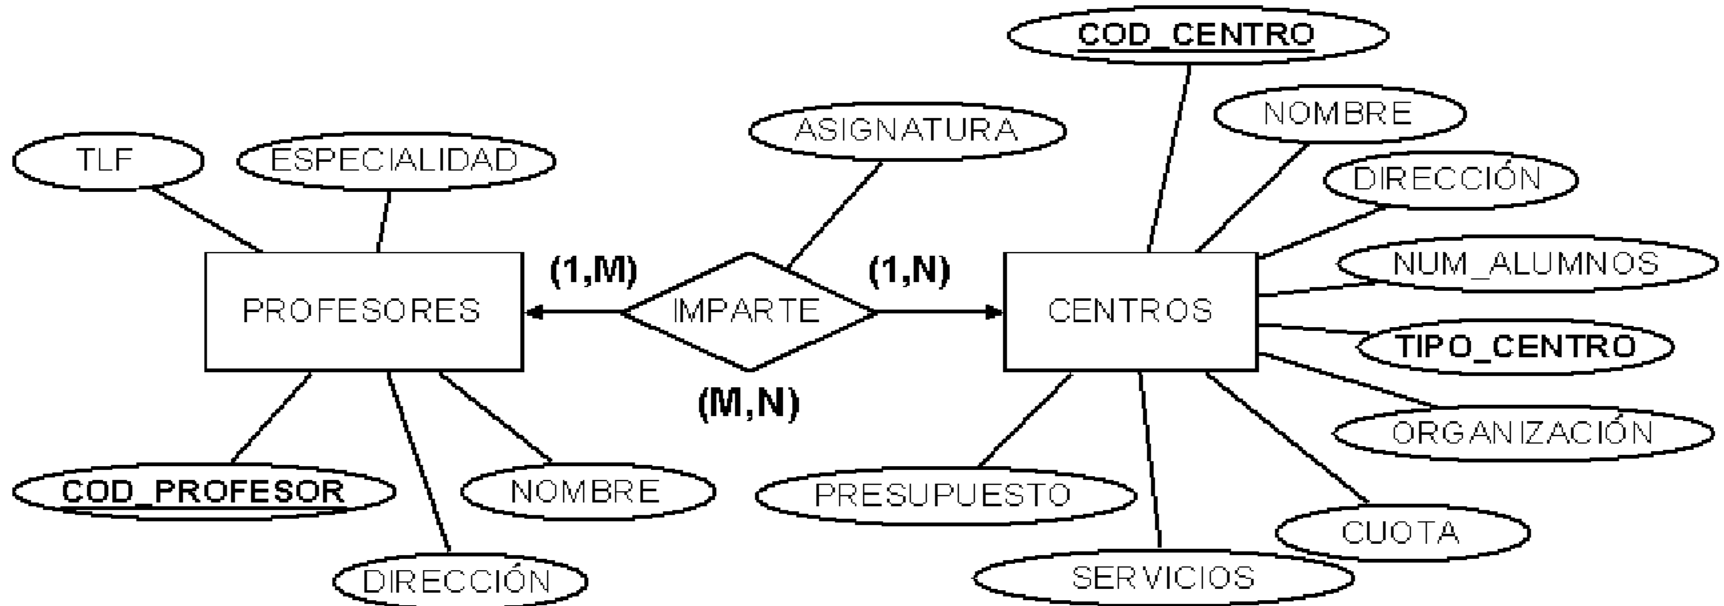 COD_CENTRO
NOMBRE
ASIGNATURA
TLF
ESPECIALIDAD
DIRECCIÓN
(1,M)
(1,N)
NUM_ALUMNOS
PROFESORES
IMPARTE
CENTROS
TIPO_CENTRO
(M,N)
ORGANIZACIÓN
COD_PROFESOR
NOMBRE
PRESUPUESTO
CUOTA
DIRECCIÓN
SERVICIOS